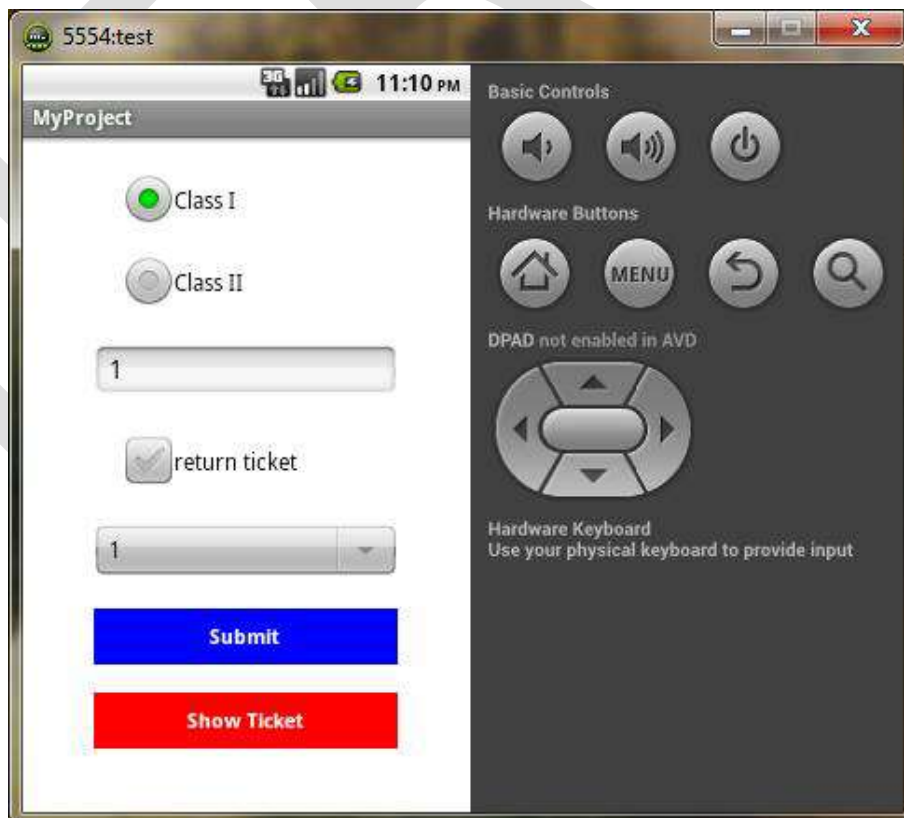 5554:test
3G 11:10 PM
MyProject
Class I
Class II
1
return ticket
1
Submit
Show Ticket
Basic Controls
Hardware Buttons
MENU
DPAD not enabled in AVD
Hardware Keyboard
Use your physical keyboard to provide input